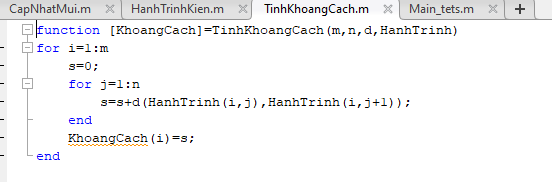 CapNhatMui.m HanhTrinhKien.m TinhKhoangCach.m Main_tets.m
function [KhoangCach]=TinhKhoangCach(m,n,d,HanhTrinh)
for i=1:m
s=0;
for j=1:n
s=s+d(HanhTrinh(i,j),HanhTrinh(i,j+1));
end
KhoangCach(i)=s;
end